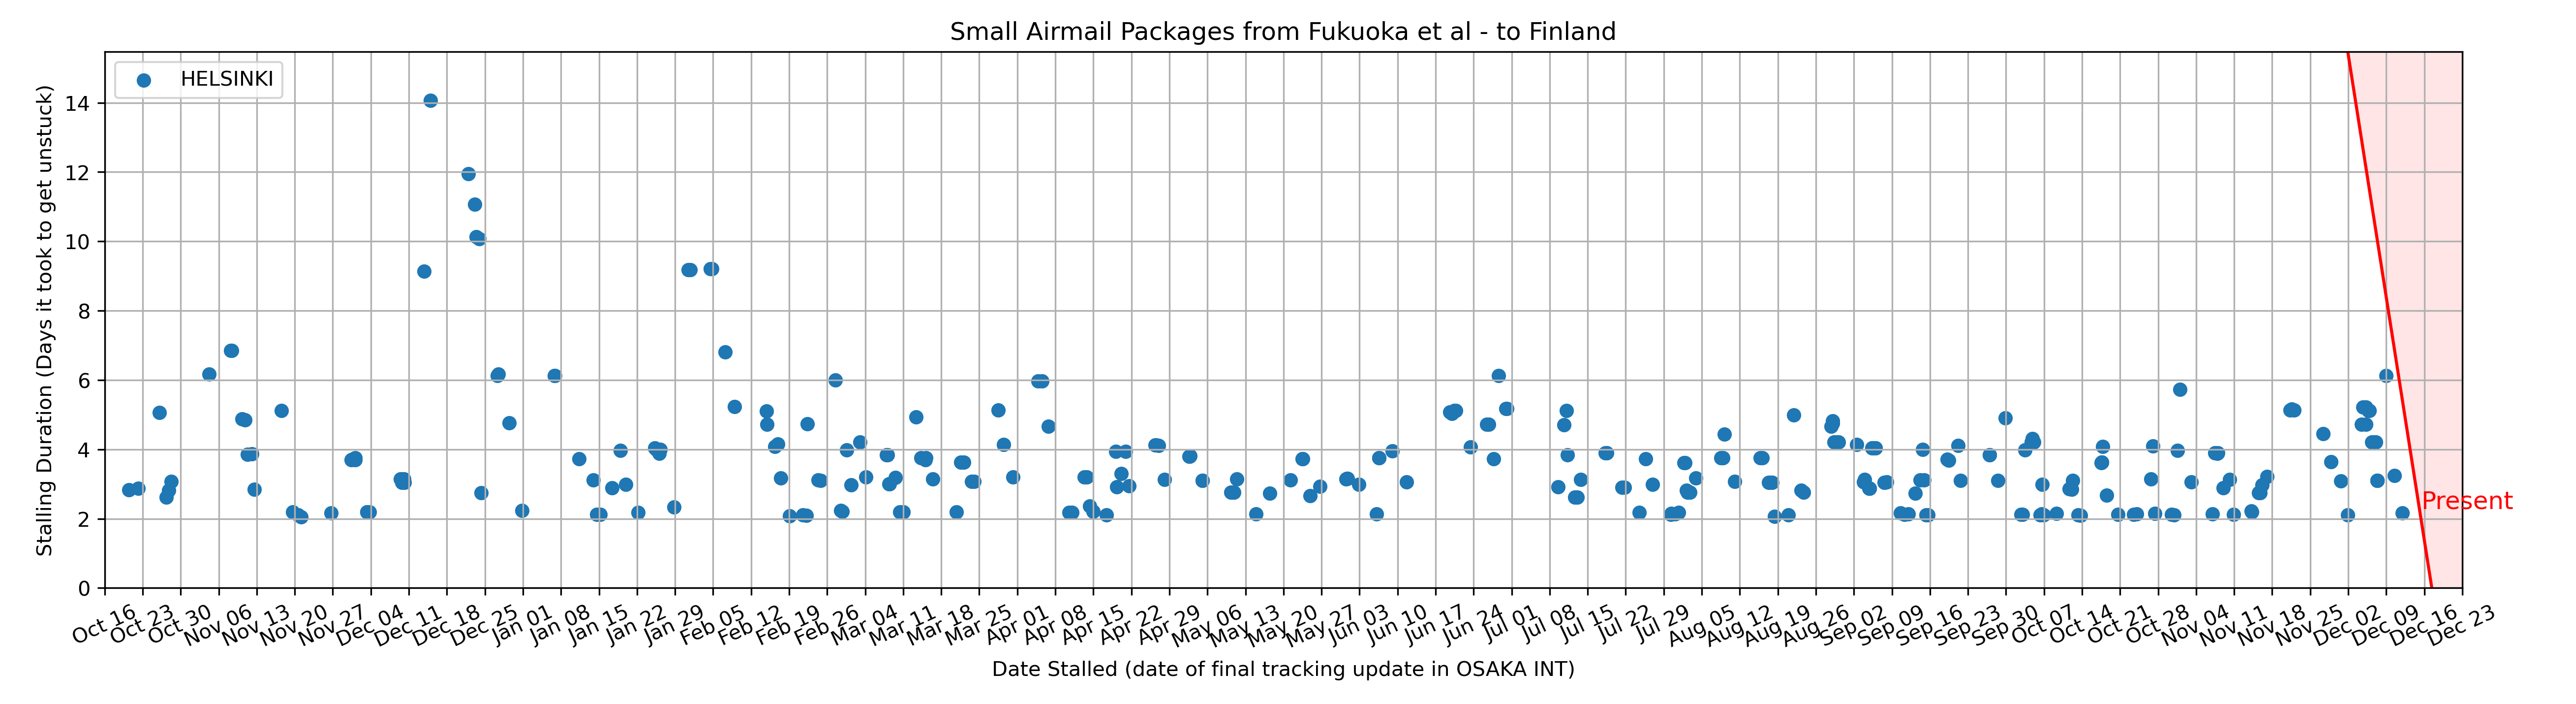 Small Airmail Packages from Fukuoka et al - to Finland
HELSINKI
Stalling Duration (Days it took to get unstuck)
14
12
10
8
6
4
2
0
Present
Oct 16
Oct 23
Oct 30
Nov 06
Nov 13
Nov 20
Nov 27
Dec 04
Dec 11
Dec 18
Dec 25
Jan 01
Jan 08
Jan 15
Jan 22
Jan 29
Feb 05
Feb 12
Feb 19
Feb 26
Mar 04
Mar 11
Mar 18
Mar 25
Apr 01
Apr 08
Apr 15
Apr 22
Apr 29
May 06
May 13
May 20
May 27
Jun 03
Jun 10
Jun 17
Jun 24
Jul 01
Jul 08
Jul 15
Jul 22
Jul 29
Aug 05
Aug 12
Aug 19
Aug 26
Sep 02
Sep 09
Sep 16
Sep 23
Sep 30
Oct 07
Oct 14
Oct 21
Oct 28
Nov 04
Nov 11
Nov 18
Nov 25
Dec 02
Dec 09
Dec 16
Dec 23
Date Stalled (date of final tracking update in OSAKA INT)